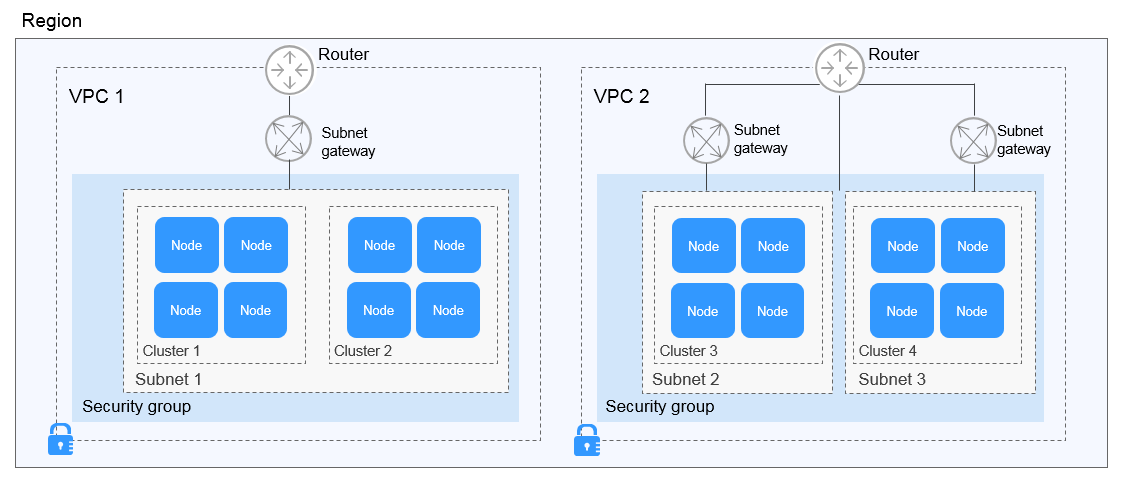 Region
Router
VPC 1
Subnet
gateway
Node
Node
Node
Node
Cluster 1
Node
Node
Node
Node
Cluster 2
Subnet 1
Security group
Router
VPC 2
Subnet
gateway
Subnet
gateway
Node
Node
Node
Node
Cluster 3
Subnet 2
Node
Node
Node
Node
Cluster 4
Subnet 3
Security group